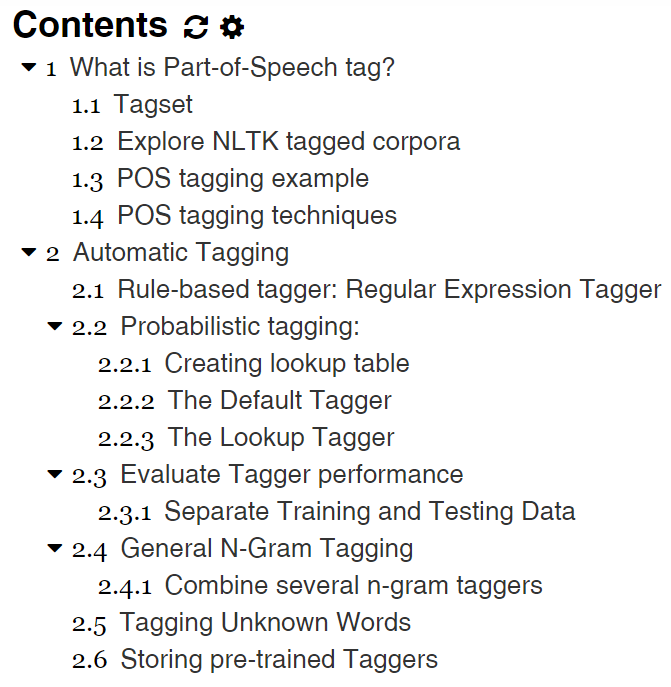 Contents
1 What is Part-of-Speech tag?
1.1 Tagset
1.2 Explore NLTK tagged corpora
1.3 POS tagging example
1.4 POS tagging techniques
2 Automatic Tagging
2.1 Rule-based tagger: Regular Expression Tagger
2.2 Probabilistic tagging:
2.2.1 Creating lookup table
2.2.2 The Default Tagger
2.2.3 The Lookup Tagger
2.3 Evaluate Tagger performance
2.3.1 Separate Training and Testing Data
2.4 General N-Gram Tagging
2.4.1 Combine several n-gram taggers
2.5 Tagging Unknown Words
2.6 Storing pre-trained Taggers